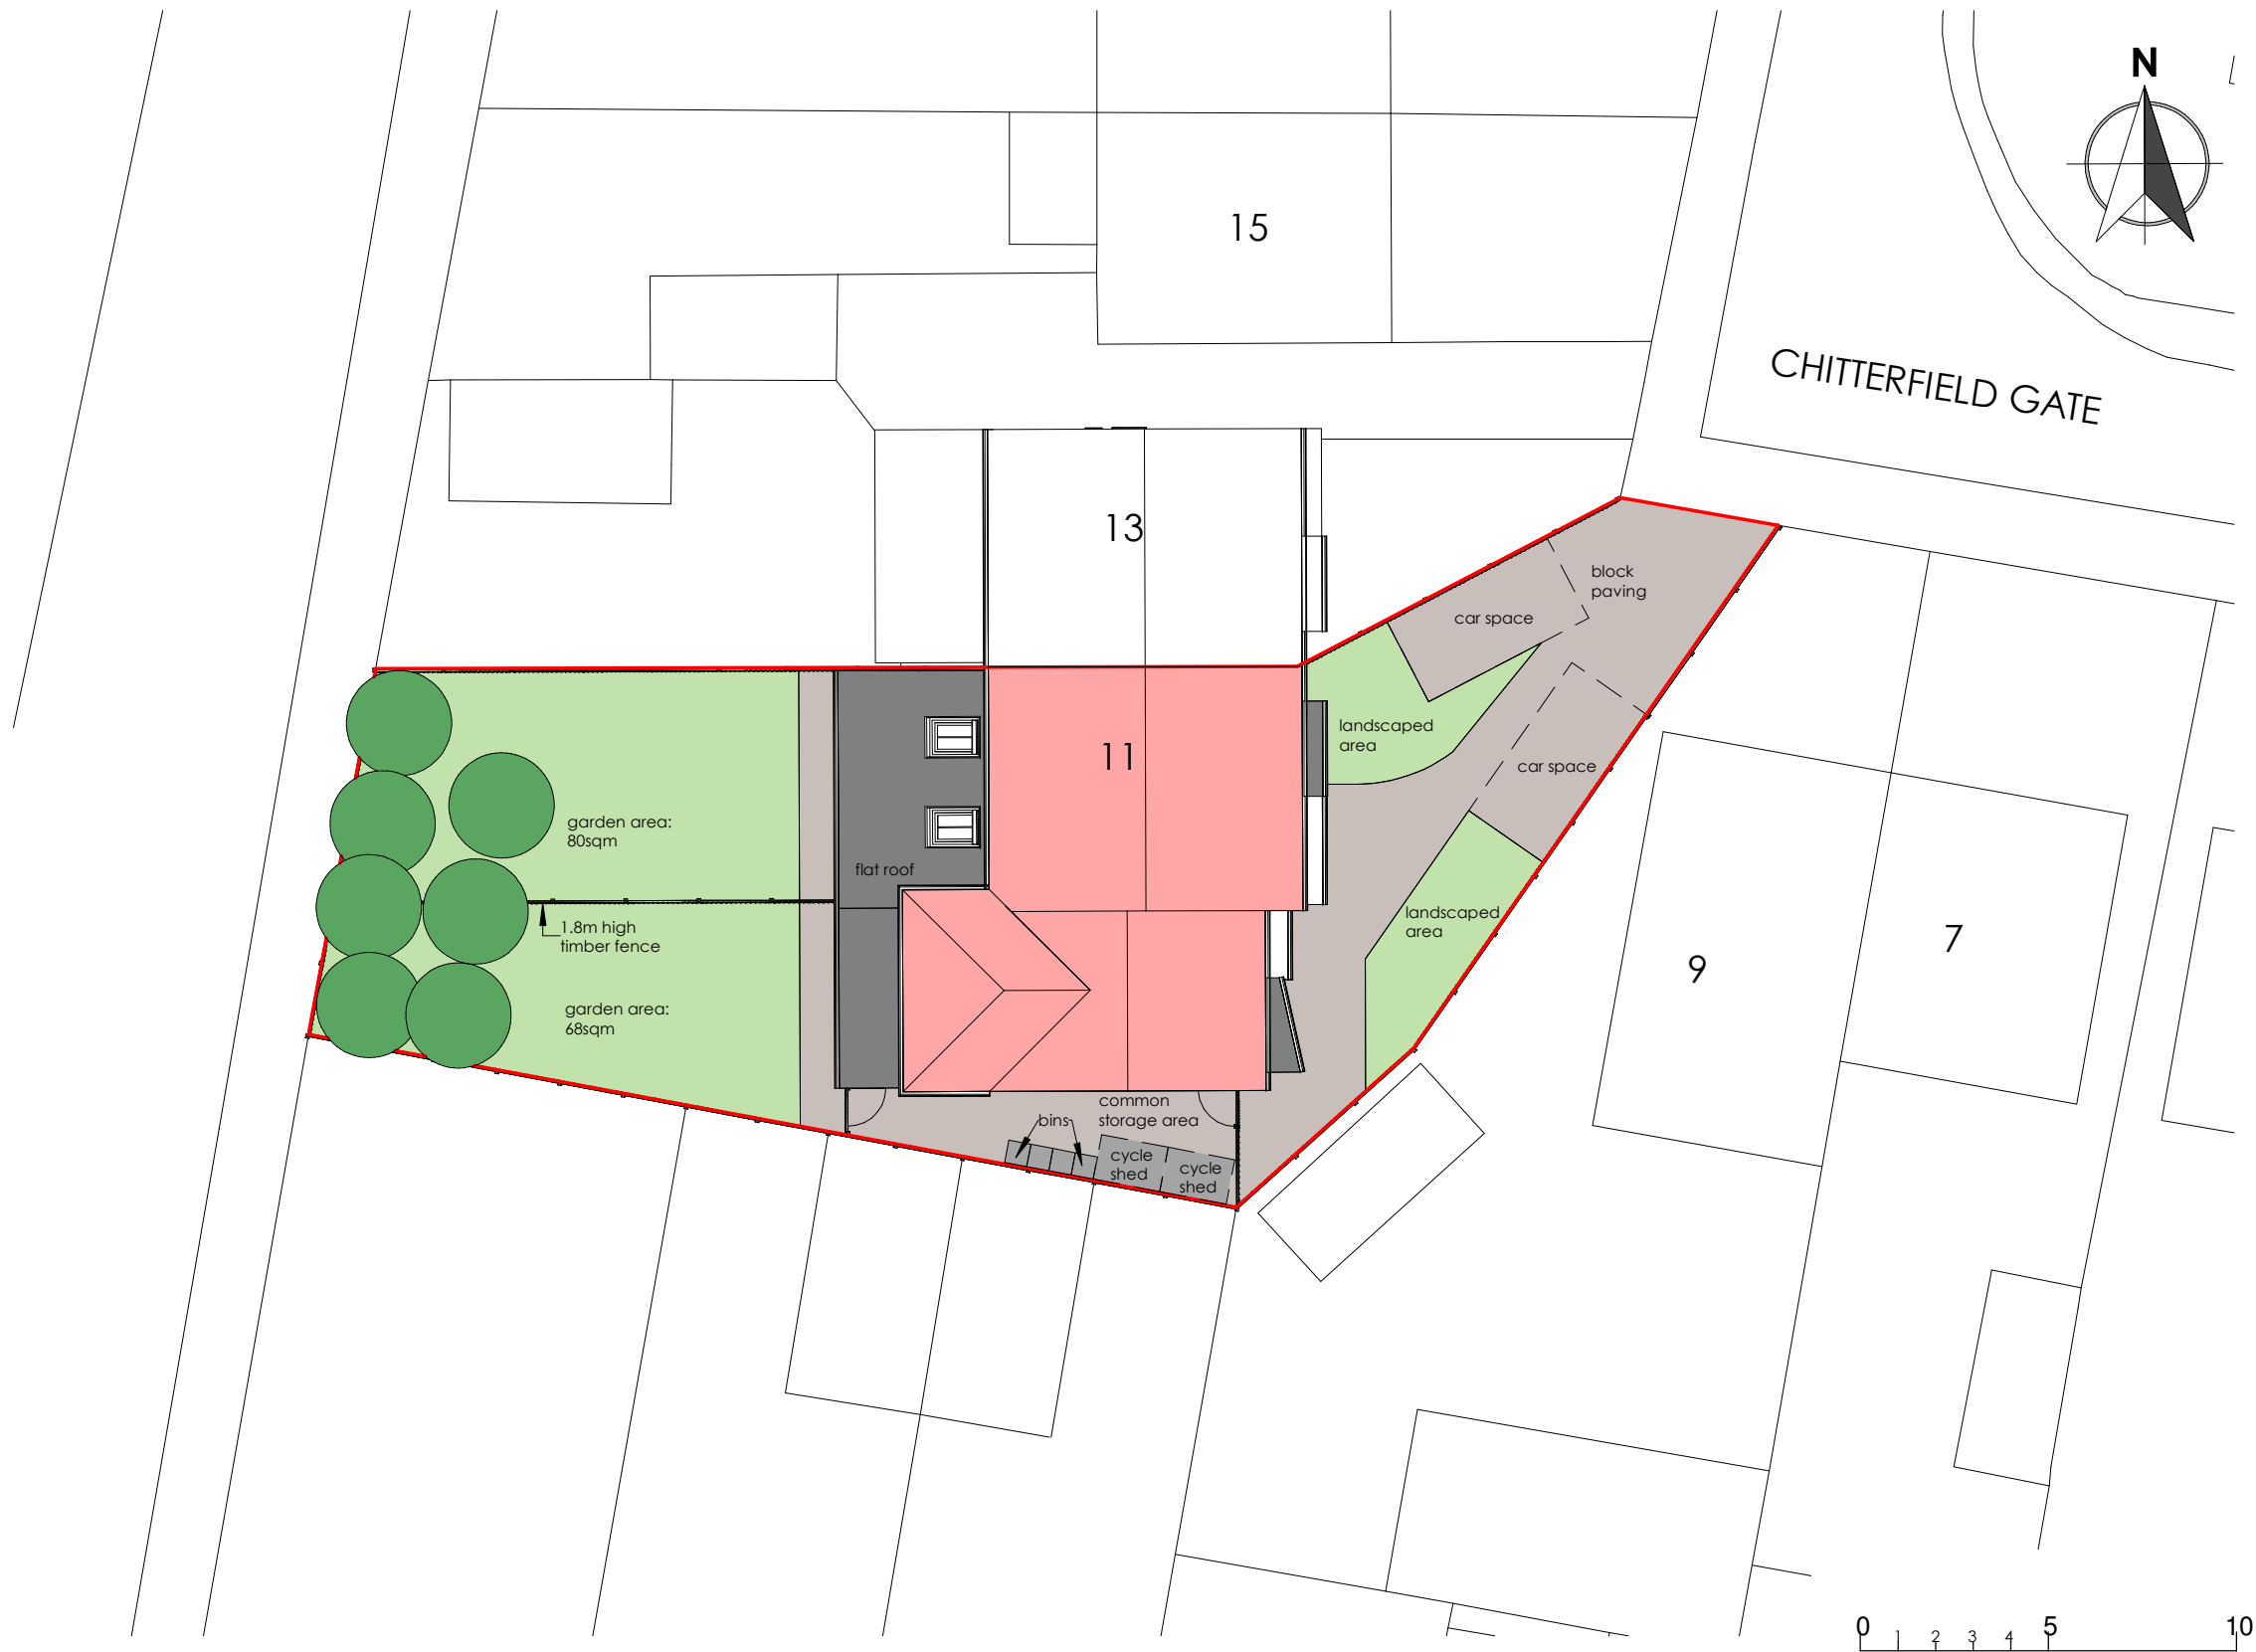 N
15
CHITTERFIELD GATE
13
block
paving
car space
landscaped
area
11
car space
garden area:
80sqm
flat roof
landscaped
area
1.8m high
timber fence
7
9
garden area:
68sqm
common
storage area
bins
cycle
shed
cycle
shed
0 1 2 3 4 5 10